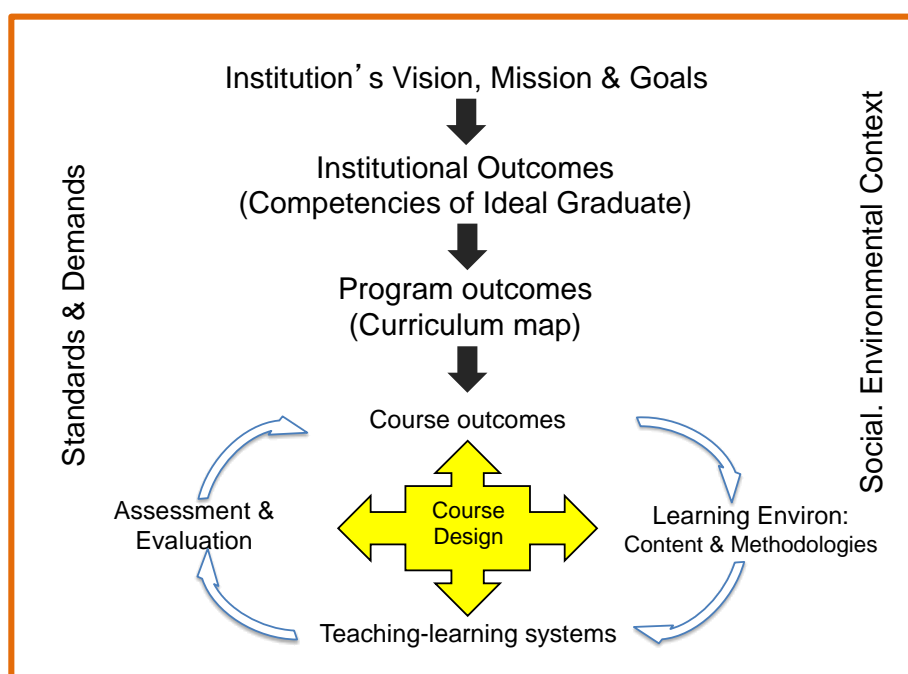 Institution's Vision, Mission & Goals
Institutional Outcomes
(Competencies of Ideal Graduate)
Program outcomes
(Curriculum map)
Standards & Demands
Social. Environmental Context
Course outcomes
Assessment &
Evaluation
Course
Design
Learning Environ:
Content & Methodologies
Teaching-learning systems